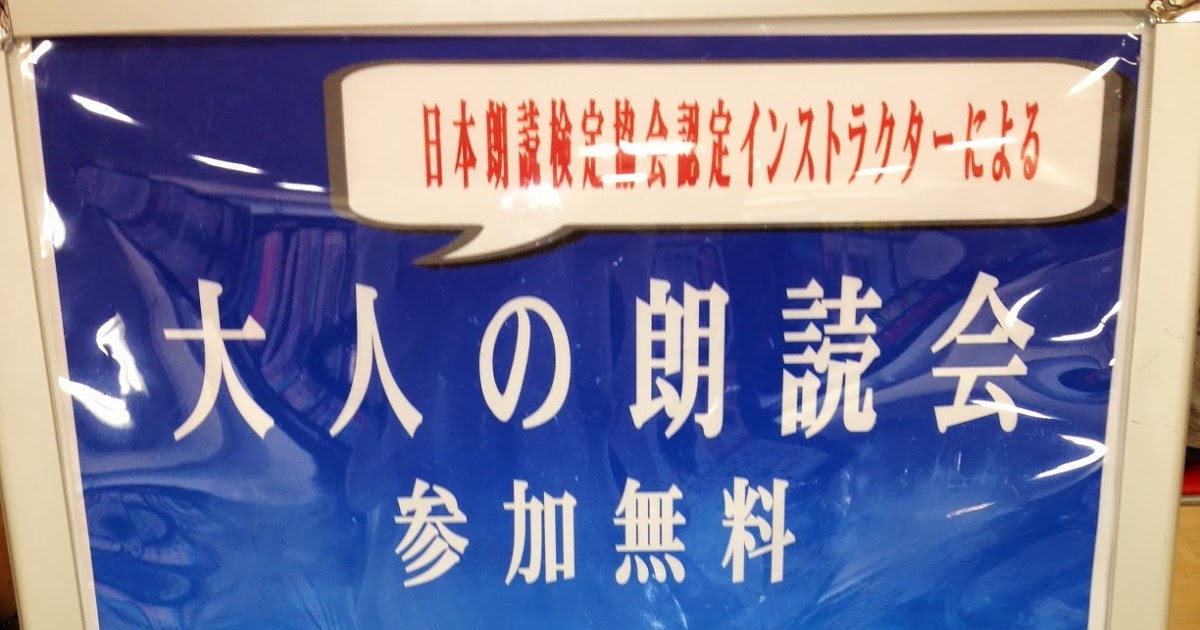 日本朗読検定協会認定インストラクターによる
大人の朗読会
参加無料